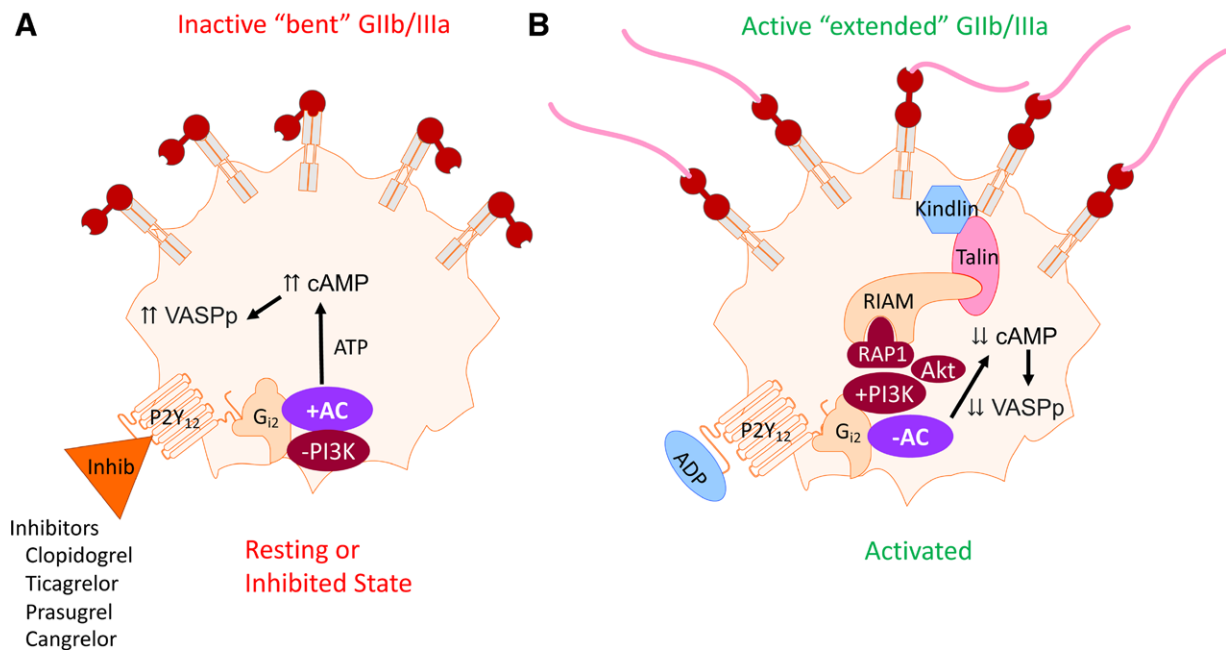 A
Inactive “bent” GIIb/IIIa
⇈ cAMP
⇈ VASPp
ATP
P2Y12
Gi2
+AC
-PI3K
Inhib
Inhibitors
Clopidogrel
Ticagrelor
Prasugrel
Cangrelor
Resting or
Inhibited State
B
Active “extended” GIIb/IIIa
Kindlin
Talin
RIAM
RAP1
Akt
⇊ cAMP
+PI3K
⇊ VASPp
P2Y12
Gi2
-AC
ADP
Activated